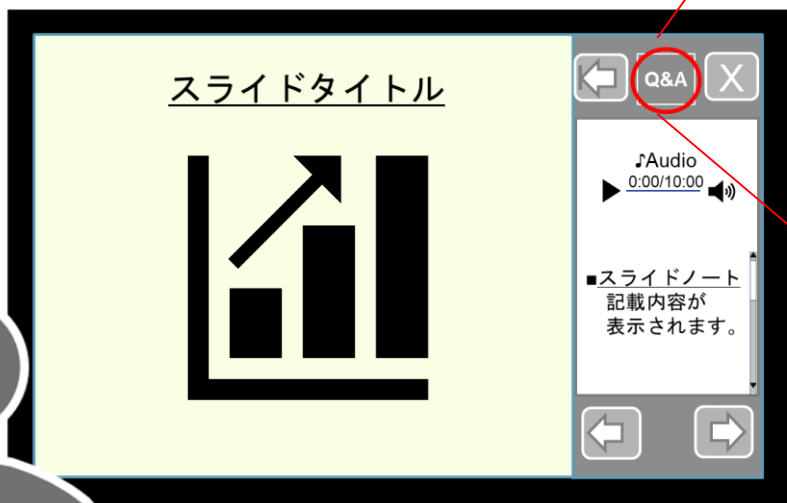 スライドタイトル
Q&A
X
♪Audio
0:00/10:00
■スライドノート
記載内容が
表示されます。